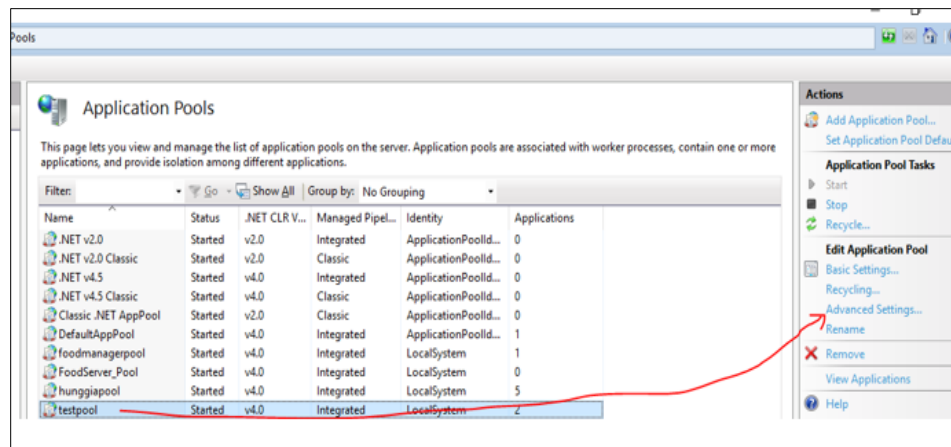 Pools
Application Pools
This page lets you view and manage the list of application pools on the server. Application pools are associated with worker processes, contain one or more
applications, and provide isolation among different applications.
Filter: Go Show All Group by: No Grouping
Name Status .NET CLR V... Managed Pipel... Identity Applications
.NET v2.0 Started v2.0 Integrated ApplicationPoolId... 0
.NET v2.0 Classic Started v2.0 Classic ApplicationPoolId... 0
.NET v4.5 Started v4.0 Integrated ApplicationPoolId... 0
.NET v4.5 Classic Started v4.0 Classic ApplicationPoolId... 0
Classic .NET AppPool Started v2.0 Classic ApplicationPoolId... 0
DefaultAppPool Started v4.0 Integrated ApplicationPoolId... 1
foodmanagerpool Started v4.0 Integrated LocalSystem 1
FoodServer_Pool Started v4.0 Integrated LocalSystem 0
hunggiapool Started v4.0 Integrated LocalSystem 5
testpool Started v4.0 Integrated LocalSystem 2
Actions
Add Application Pool...
Set Application Pool Defau
Application Pool Tasks
Start
Stop
Recycle...
Edit Application Pool
Basic Settings...
Recycling...
Advanced Settings...
Rename
Remove
View Applications
Help